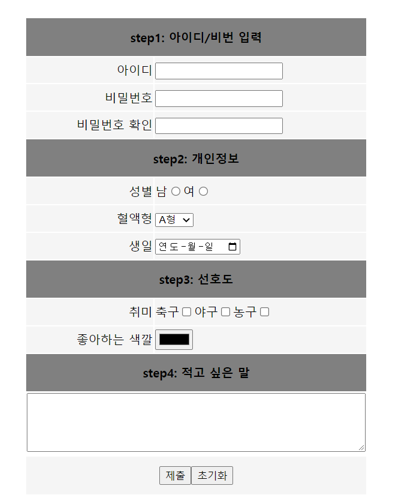 step1: 아이디/비번 입력
아이디
비밀번호
비밀번호 확인
step2: 개인정보
성별 남 여
혈액형 A형
생일 연도-월-일
step3: 선호도
취미 축구 야구 농구
좋아하는 색깔
step4: 적고 싶은 말
제출 초기화